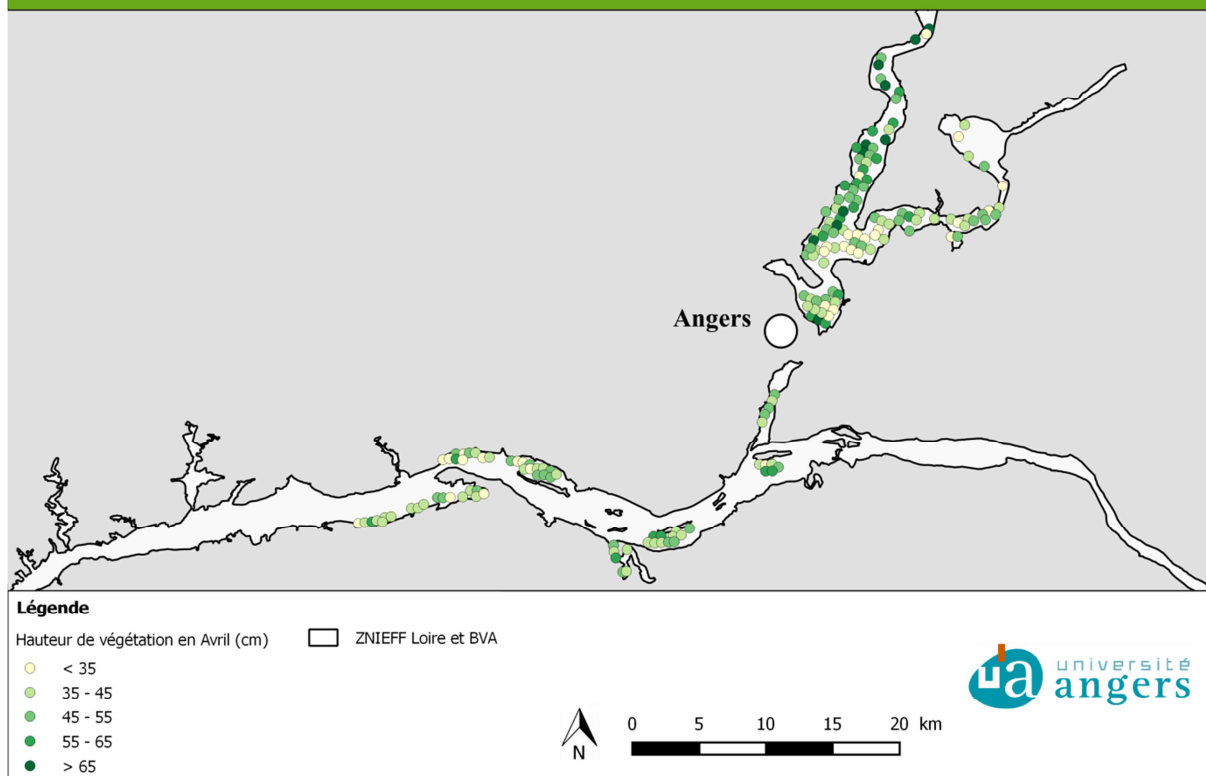 Angers
Légende
Hauteur de végétation en Avril (cm)
ZNIEFF Loire et BVA
< 35
35 - 45
45 - 55
55 - 65
> 65
N
0 5 10 15 20 km
ua université
angers